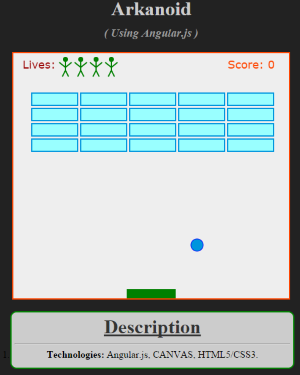 Arkanoid
( Using Angular.js )
Lives: Score: 0
Description
Technologies: Angular.js, CANVAS, HTML5/CSS3.